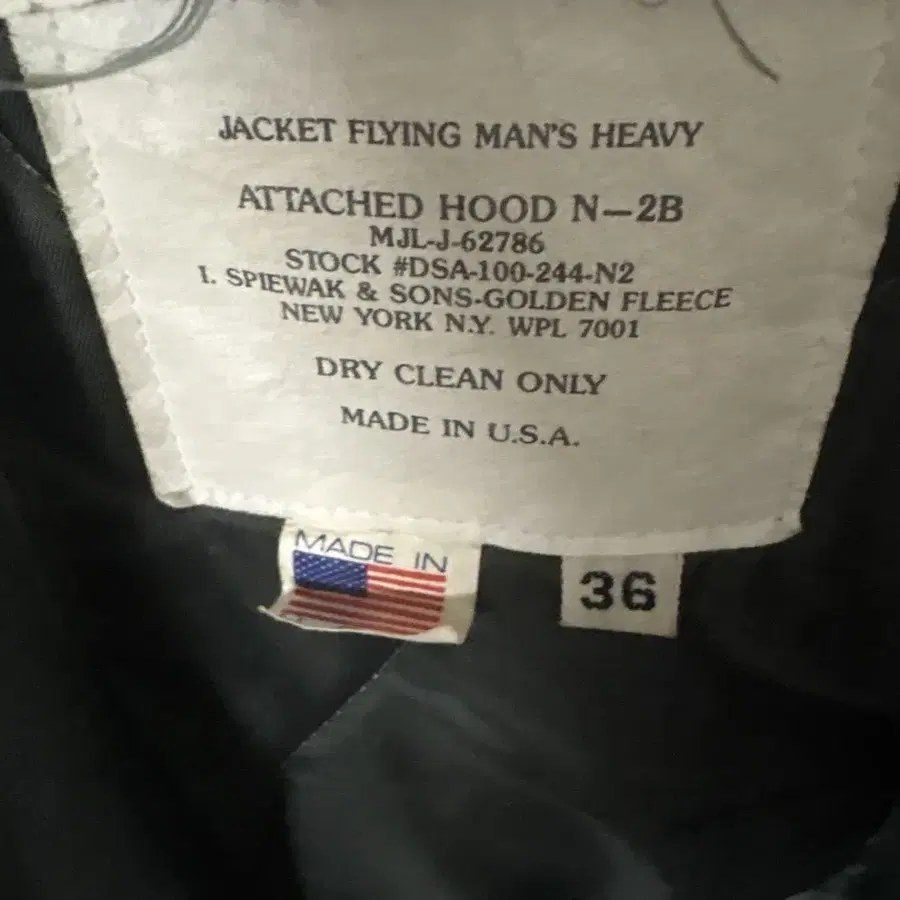 JACKET FLYING MAN'S HEAVY
ATTACHED HOOD N-2B
MJL-J-62786
STOCK #DSA-100-244-N2
I. SPIEWAK & SONS-GOLDEN FLEECE
NEW YORK N.Y. WPL 7001
DRY CLEAN ONLY
MADE IN U.S.A.
MADE IN
36